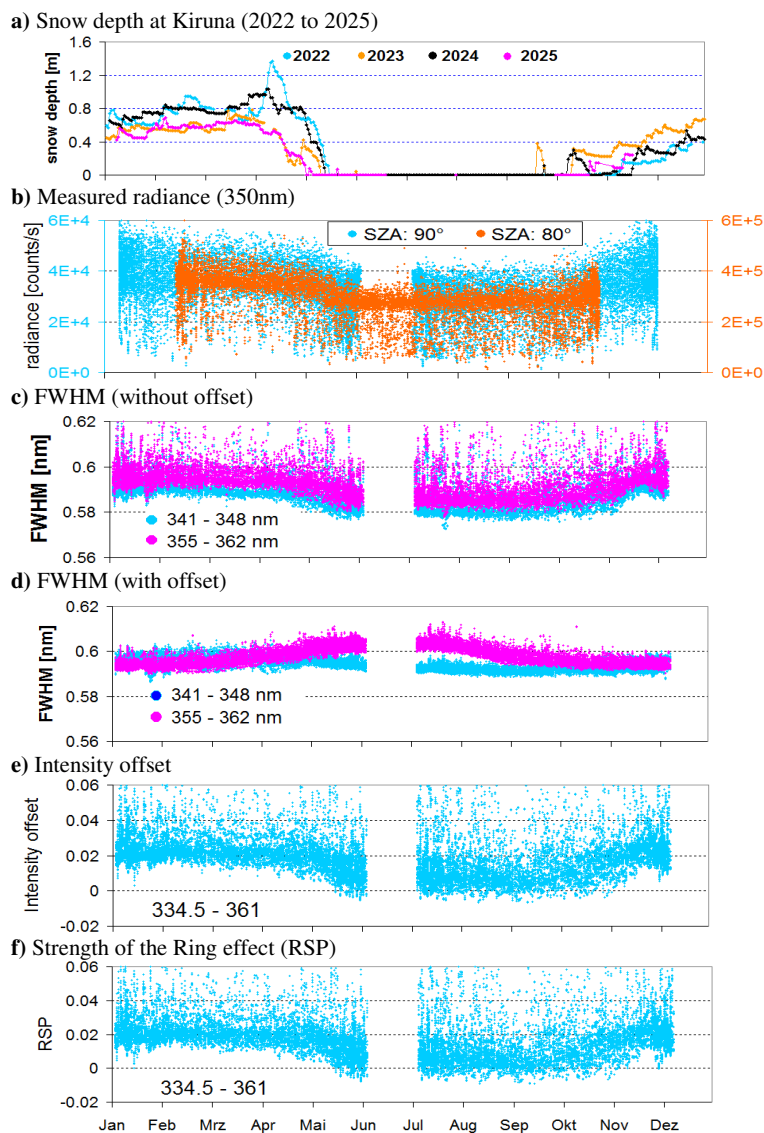 a) Snow depth at Kiruna (2022 to 2025)
1.6
1.2
0.8
0.4
0
snow depth [m]
2022 2023 2024 2025
b) Measured radiance (350nm)
6E+4
4E+4
2E+4
0E+0
radiance [counts/s]
SZA: 90° SZA: 80°
6E+5
4E+5
2E+5
0E+0
c) FWHM (without offset)
0.62
0.6
0.58
0.56
FWHM [nm]
341 - 348 nm
355 - 362 nm
d) FWHM (with offset)
0.62
0.6
0.58
0.56
FWHM [nm]
341 - 348 nm
355 - 362 nm
e) Intensity offset
0.06
0.04
0.02
0
-0.02
Intensity offset
334.5 - 361
f) Strength of the Ring effect (RSP)
0.06
0.04
0.02
0
-0.02
RSP
334.5 - 361
Jan Feb Mrz Apr Mai Jun Jul Aug Sep Okt Nov Dez